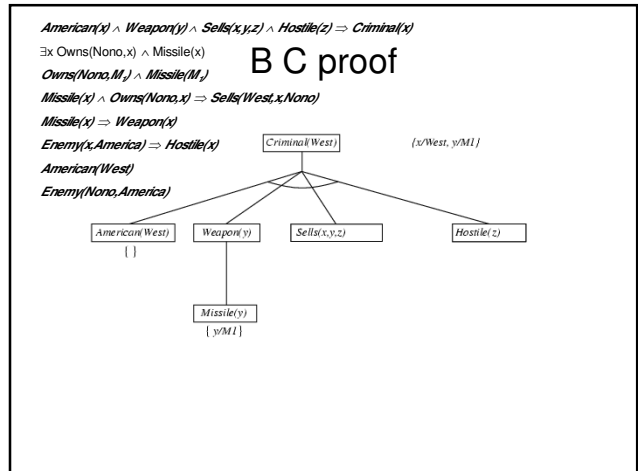 American(x) ∧ Weapon(y) ∧ Sells(x,y,z) ∧ Hostile(z) ⇒ Criminal(x)
∃x Owns(Nono,x) ∧ Missile(x)
B C proof
Owns(Nono,M₁) ∧ Missile(M₁)
Missile(x) ∧ Owns(Nono,x) ⇒ Sells(West,x,Nono)
Missile(x) ⇒ Weapon(x)
Enemy(x,America) ⇒ Hostile(x)
Criminal(West) {x/West, y/M1}
American(West)
Enemy(Nono,America)
American(West) Weapon(y) Sells(x,y,z) Hostile(z)
{ }
Missile(y)
{ y/M1 }